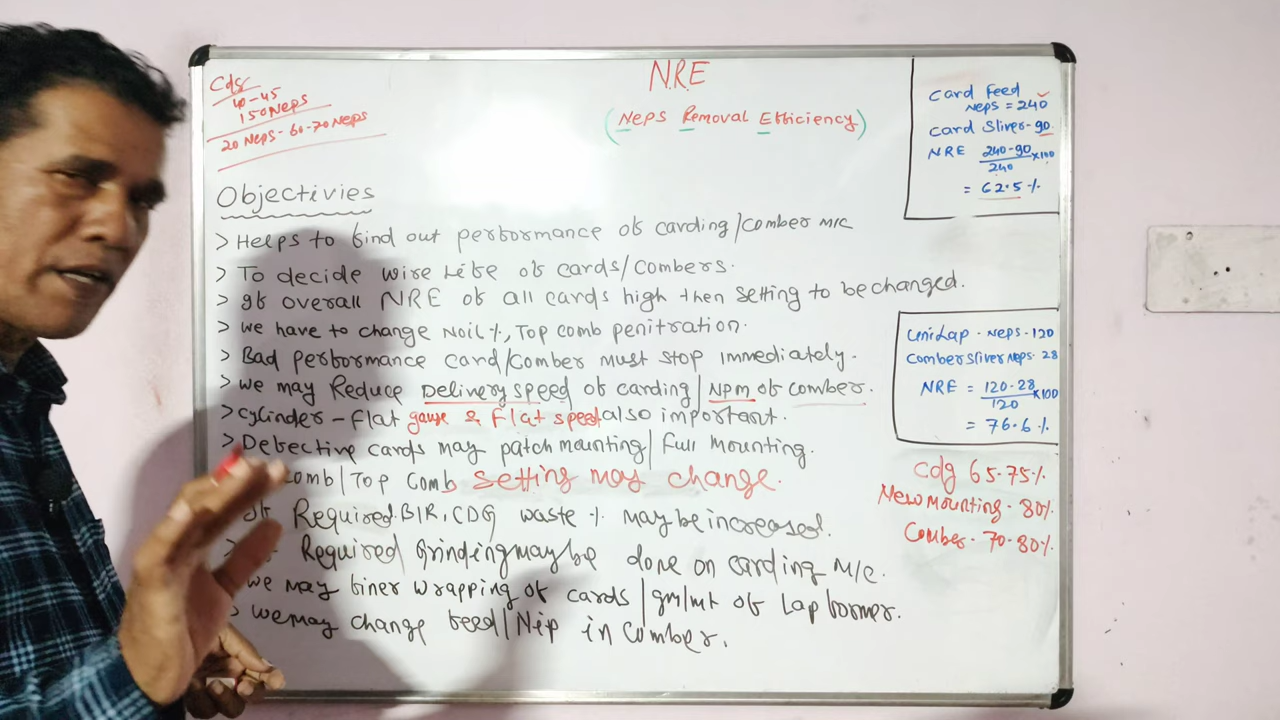 Cdg
40-45
150 Neps
20 Neps - 60-70 Neps
NRE
(Neps Removal Efficiency)
Card Feed
Neps = 240
Card Sliver-90
NRE 240-90/240 x100
= 62.5%
Objectivies
> Helps to find out performance of carding/Comber M/C
> To decide wire Life of cards/Combers.
> If overall NRE of all cards high then Setting to be changed.
> We have to change Noil %, Top comb penitration.
> Bad performance card/Comber must stop immediately.
> We may Reduce Delivery speed of carding/Npm of comber.
> Cylinder - Flat gauge & Flat speed also important.
> Defective cards may patch mounting/Full Mounting.
comb/Top Comb Setting may change.
If Required BIR, CDG waste % may be increased.
> Required Grinding may be done on carding M/C.
We may finer wrapping of cards/gm/mt of Lap former.
> We may change feed/Nip in Comber.
UniLap - Neps - 120
Comber Sliver Neps - 28
NRE = 120-28/120 x100
= 76.6%
Cdg 65-75%
New mounting - 80%
Comber - 70-80%